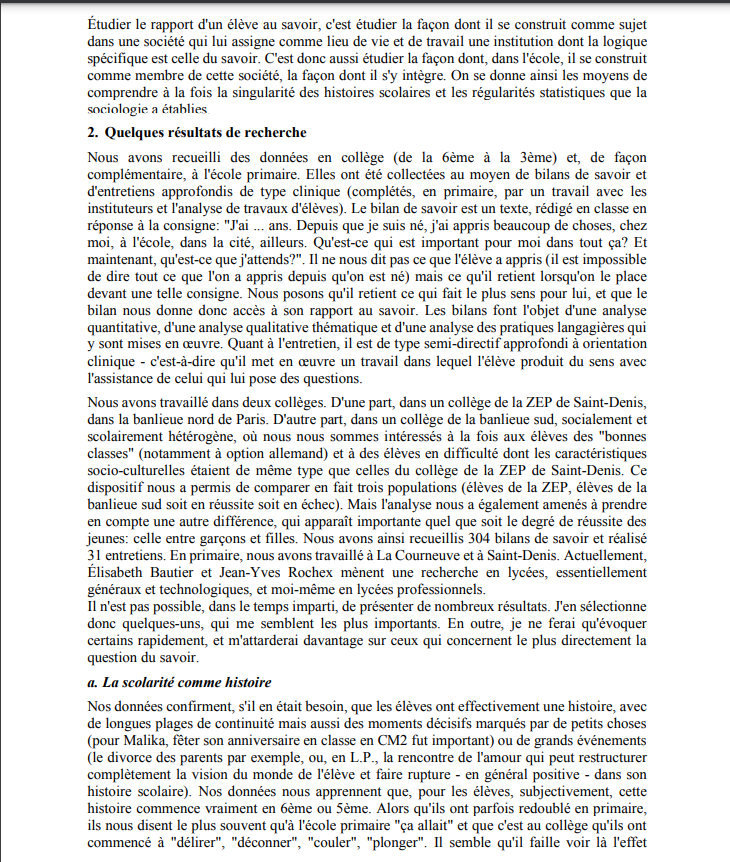 Étudier le rapport d'un élève au savoir, c'est étudier la façon dont il se construit comme sujet
dans une société qui lui assigne comme lieu de vie et de travail une institution dont la logique
spécifique est celle du savoir. C'est donc aussi étudier la façon dont, dans l'école, il se construit
comme membre de cette société, la façon dont il s'y intègre. On se donne ainsi les moyens de
comprendre à la fois la singularité des histoires scolaires et les régularités statistiques que la
sociologie a établies.
2. Quelques résultats de recherche
Nous avons recueilli des données en collège (de la 6ème à la 3ème) et, de façon
complémentaire, à l'école primaire. Elles ont été collectées au moyen de bilans de savoir et
d'entretiens approfondis de type clinique (complétés, en primaire, par un travail avec les
instituteurs et l'analyse de travaux d'élèves). Le bilan de savoir est un texte, rédigé en classe en
réponse à la consigne: "J'ai ... ans. Depuis que je suis né, j'ai appris beaucoup de choses, chez
moi, à l'école, dans la cité, ailleurs. Qu'est-ce qui est important pour moi dans tout ça? Et
maintenant, qu'est-ce que j'attends?". Il ne nous dit pas ce que l'élève a appris (il est impossible
de dire tout ce que l'on a appris depuis qu'on est né) mais ce qu'il retient lorsqu'on le place
devant une telle consigne. Nous posons qu'il retient ce qui fait le plus sens pour lui, et que le
bilan nous donne donc accès à son rapport au savoir. Les bilans font l'objet d'une analyse
quantitative, d'une analyse qualitative thématique et d'une analyse des pratiques langagières qui
y sont mises en œuvre. Quant à l'entretien, il est de type semi-directif approfondi à orientation
clinique - c'est-à-dire qu'il met en œuvre un travail dans lequel l'élève produit du sens avec
l'assistance de celui qui lui pose des questions.
Nous avons travaillé dans deux collèges. D'une part, dans un collège de la ZEP de Saint-Denis,
dans la banlieue nord de Paris. D'autre part, dans un collège de la banlieue sud, socialement et
scolairement hétérogène, où nous nous sommes intéressés à la fois aux élèves des "bonnes
classes" (notamment à option allemand) et à des élèves en difficulté dont les caractéristiques
socio-culturelles étaient de même type que celles du collège de la ZEP de Saint-Denis. Ce
dispositif nous a permis de comparer en fait trois populations (élèves de la ZEP, élèves de la
banlieue sud soit en réussite soit en échec). Mais l'analyse nous a également amenés à prendre
en compte une autre différence, qui apparaît importante quel que soit le degré de réussite des
jeunes: celle entre garçons et filles. Nous avons ainsi recueillis 304 bilans de savoir et réalisé
31 entretiens. En primaire, nous avons travaillé à La Courneuve et à Saint-Denis. Actuellement,
Élisabeth Bautier et Jean-Yves Rochex mènent une recherche en lycées, essentiellement
généraux et technologiques, et moi-même en lycées professionnels.
Il n'est pas possible, dans le temps imparti, de présenter de nombreux résultats. J'en sélectionne
donc quelques-uns, qui me semblent les plus importants. En outre, je ne ferai qu'évoquer
certains rapidement, et m'attarderai davantage sur ceux qui concernent le plus directement la
question du savoir.
a. La scolarité comme histoire
Nos données confirment, s'il en était besoin, que les élèves ont effectivement une histoire, avec
de longues plages de continuité mais aussi des moments décisifs marqués par de petits choses
(pour Malika, fêter son anniversaire en classe en CM2 fut important) ou de grands événements
(le divorce des parents par exemple, ou, en L.P., la rencontre de l'amour qui peut restructurer
complètement la vision du monde de l'élève et faire rupture - en général positive - dans son
histoire scolaire). Nos données nous apprennent que, pour les élèves, subjectivement, cette
histoire commence vraiment en 6ème ou 5ème. Alors qu'ils ont parfois redoublé en primaire,
ils nous disent le plus souvent qu'à l'école primaire "ça allait" et que c'est au collège qu'ils ont
commencé à "délirer", "déconner", "couler", "plonger". Il semble qu'il faille voir là l'effet